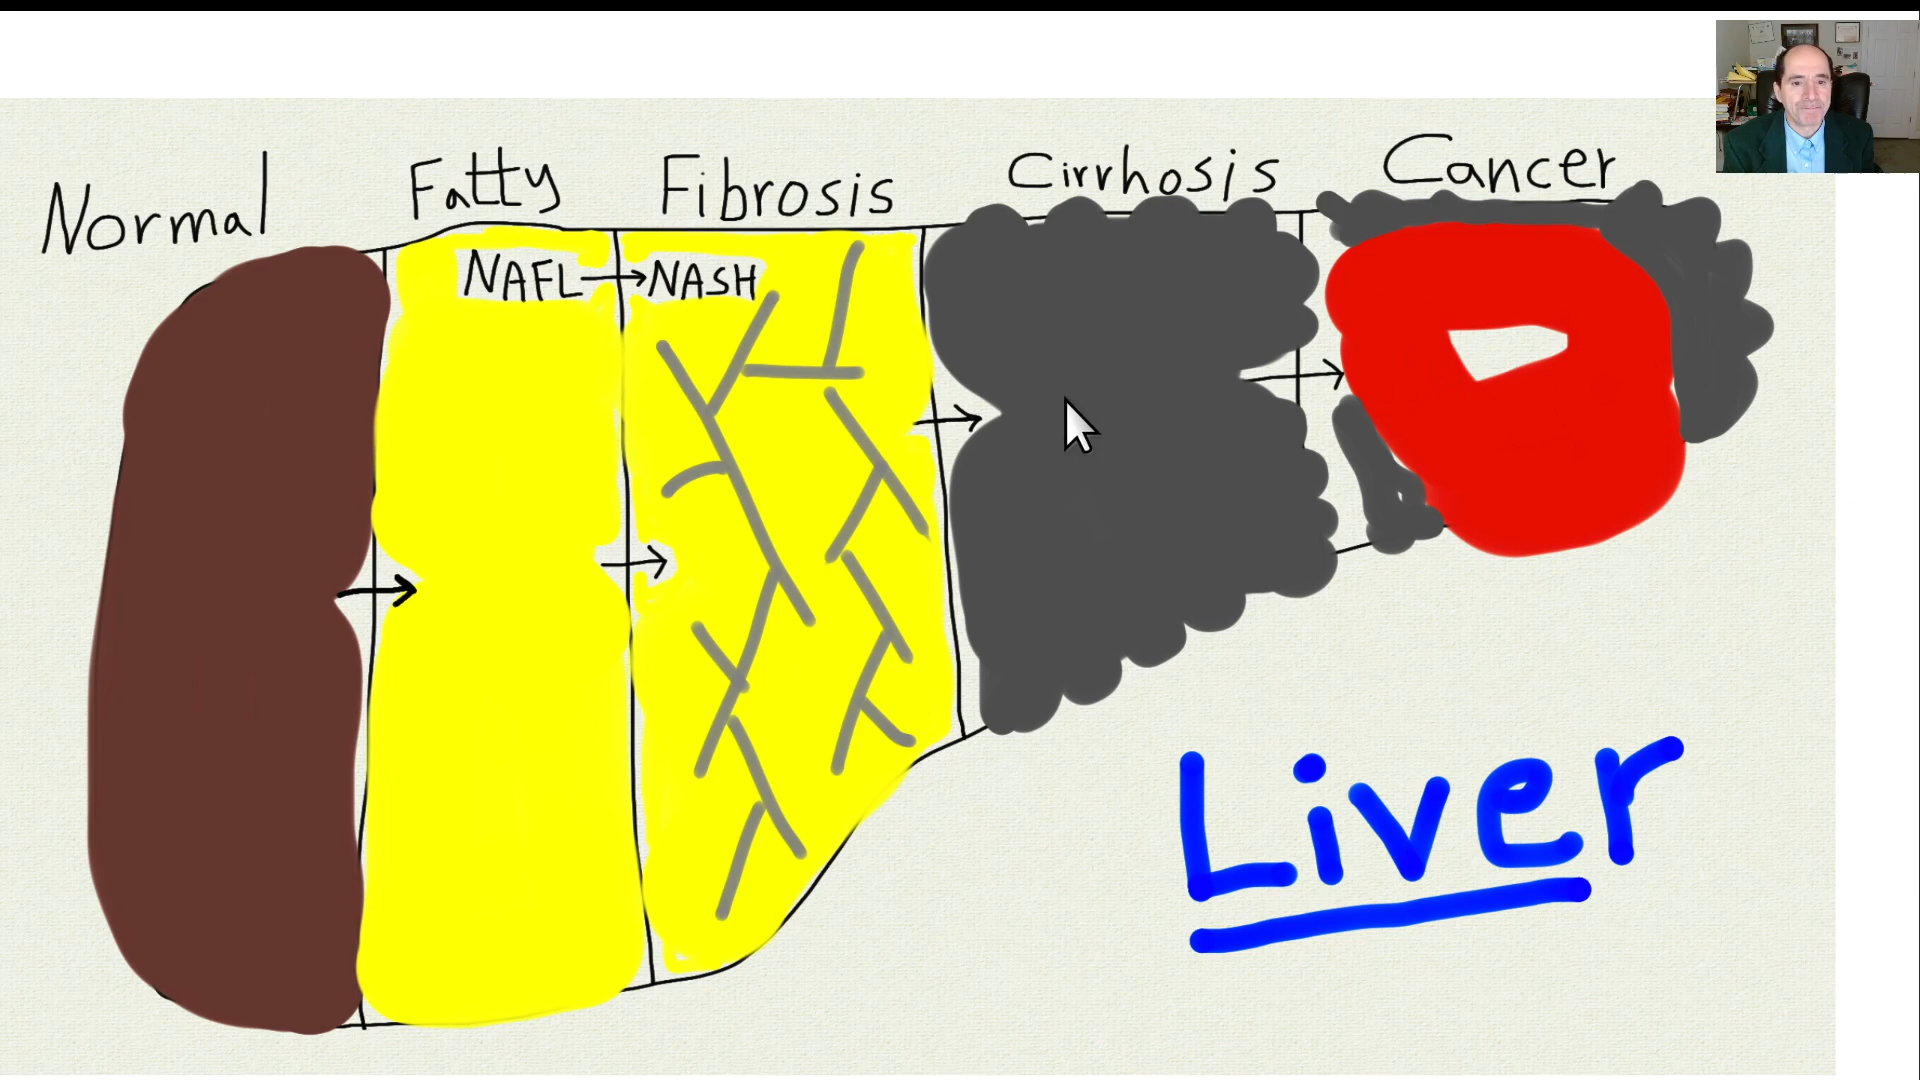 Normal
Fatty
Fibrosis
Cirrhosis
Cancer
NAFL→NASH
Liver